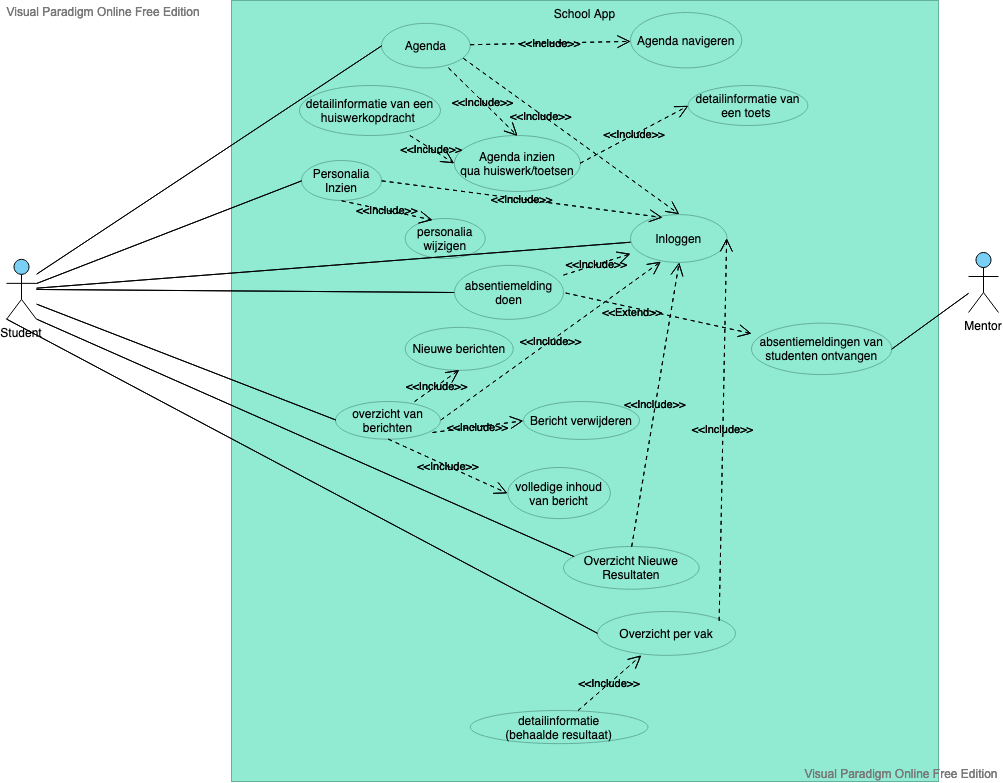 Visual Paradigm Online Free Edition
School App
Agenda
<<Include>>
Agenda navigeren
detailinformatie van een
huiswerkopdracht
<<Include>>
<<Include>>
detailinformatie van
een toets
<<Include>>
<<Include>>
Agenda inzien
qua huiswerk/toetsen
Personalia
Inzien
<<Include>>
<<Include>>
personalia
wijzigen
Inloggen
<<Include>>
absentiemelding
doen
<<Extend>>
Student
Mentor
absentiemeldingen van
studenten ontvangen
Nieuwe berichten
<<Include>>
<<Include>>
overzicht van
berichten
<<Include>>
Bericht verwijderen
<<Include>>
<<Include>>
<<Include>>
volledige inhoud
van bericht
Overzicht Nieuwe
Resultaten
Overzicht per vak
<<Include>>
detailinformatie
(behaalde resultaat)
Visual Paradigm Online Free Edition